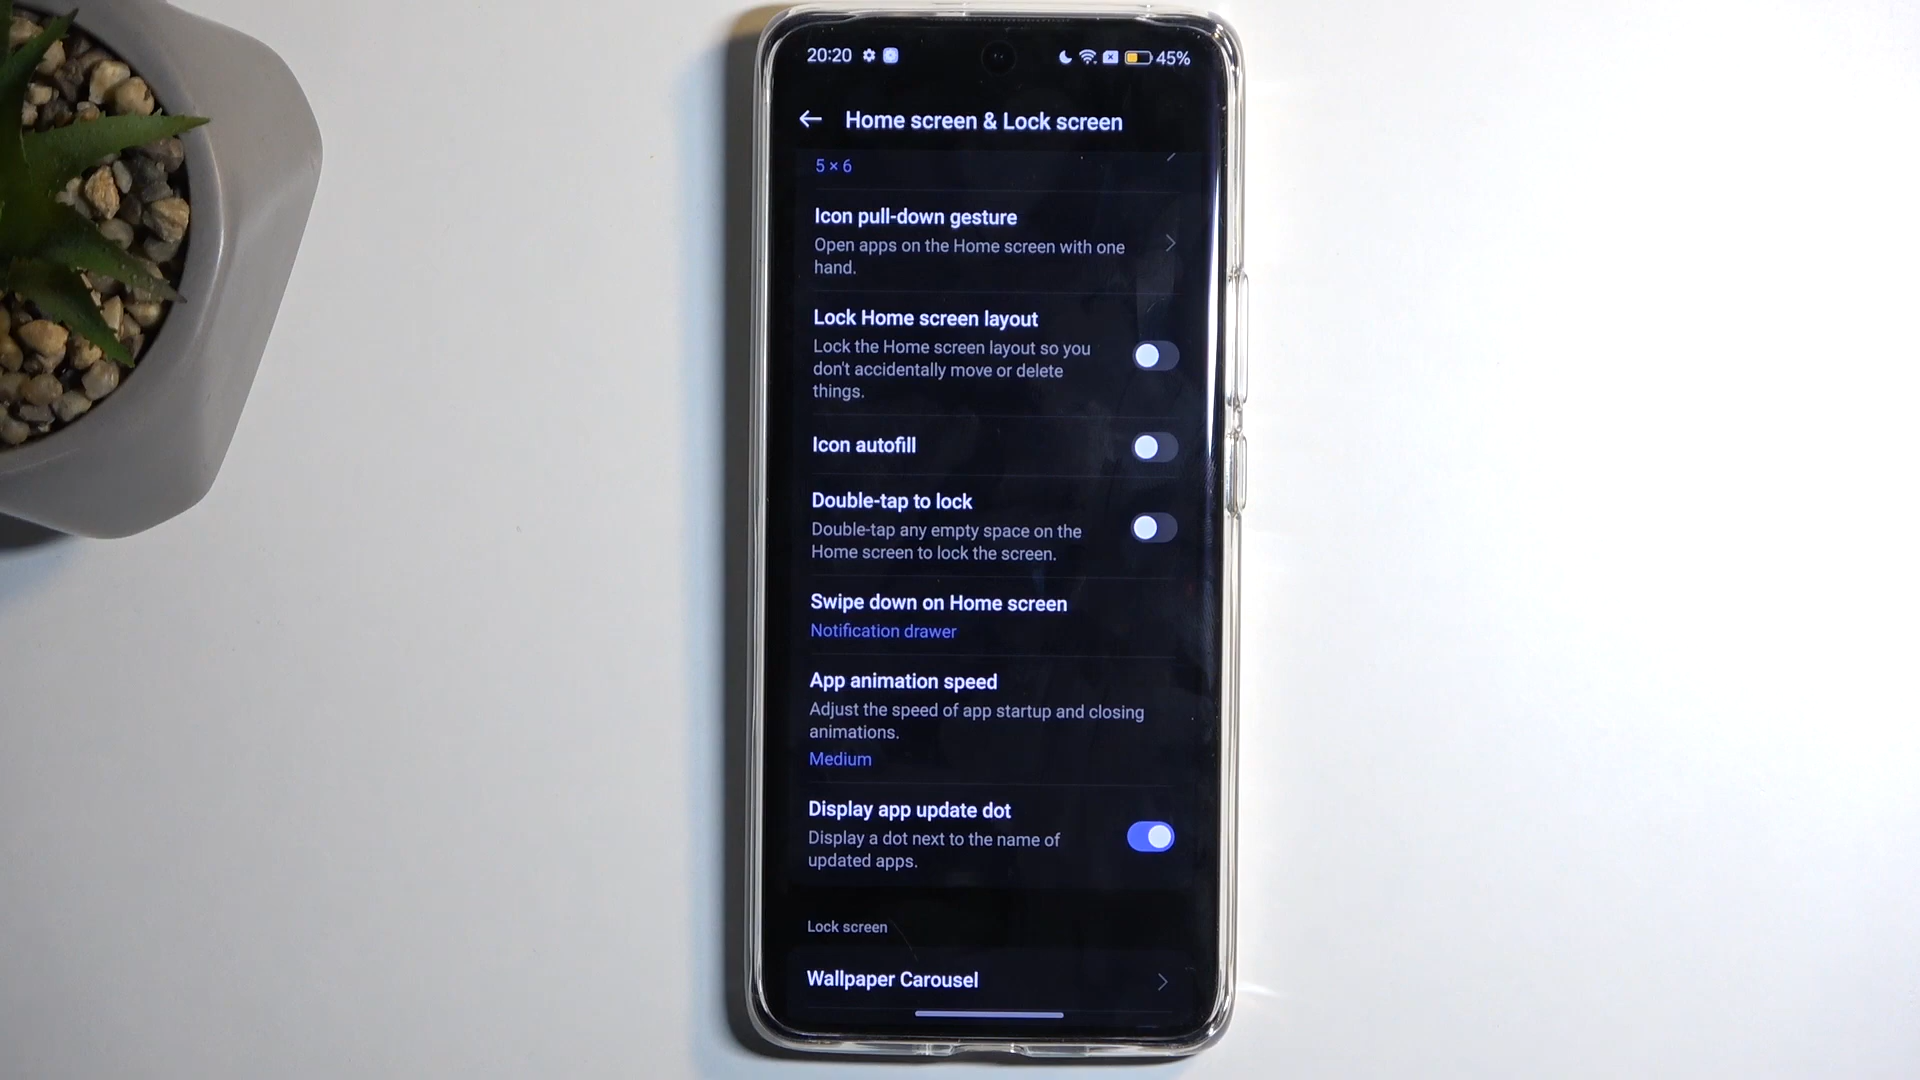 20:20 45%
Home screen & Lock screen
5 × 6
Icon pull-down gesture
Open apps on the Home screen with one
hand.
Lock Home screen layout
Lock the Home screen layout so you
don't accidentally move or delete
things.
Icon autofill
Double-tap to lock
Double-tap any empty space on the
Home screen to lock the screen.
Swipe down on Home screen
Notification drawer
App animation speed
Adjust the speed of app startup and closing
animations.
Medium
Display app update dot
Display a dot next to the name of
updated apps.
Lock screen
Wallpaper Carousel